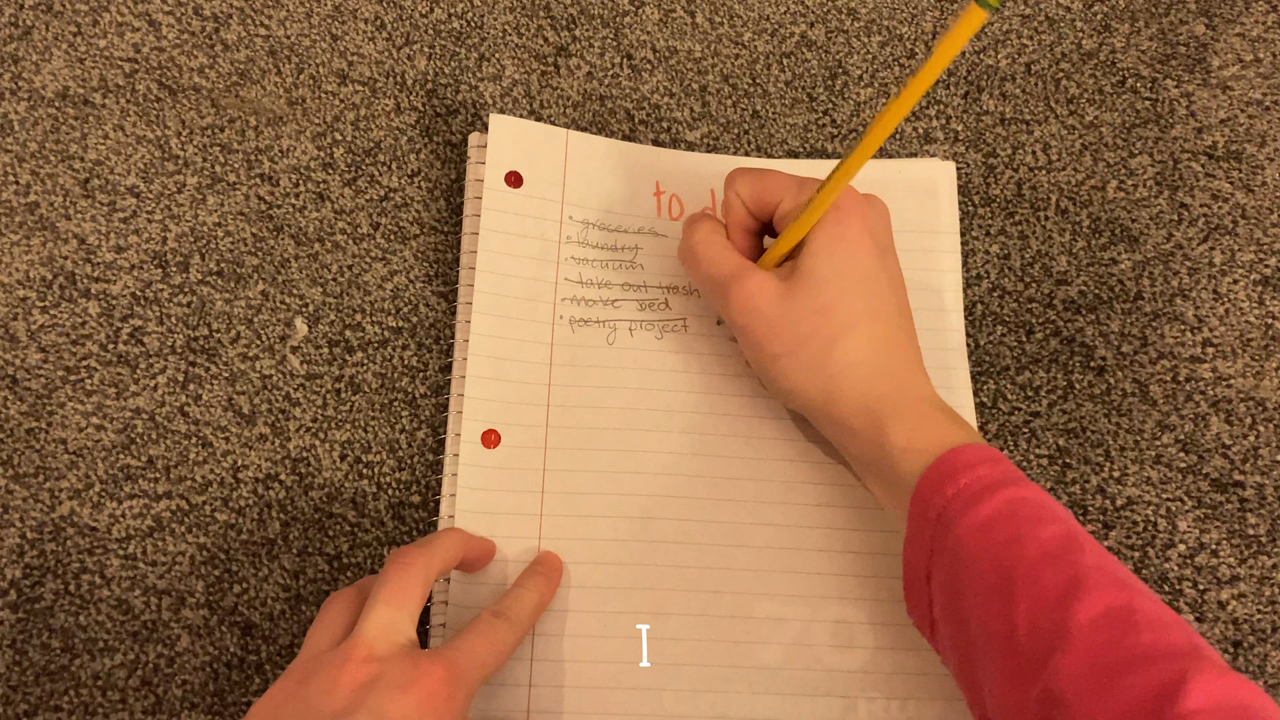 to d
• groceries
• laundry
• vacuum
• take out trash
• make bed
• poetry project
I